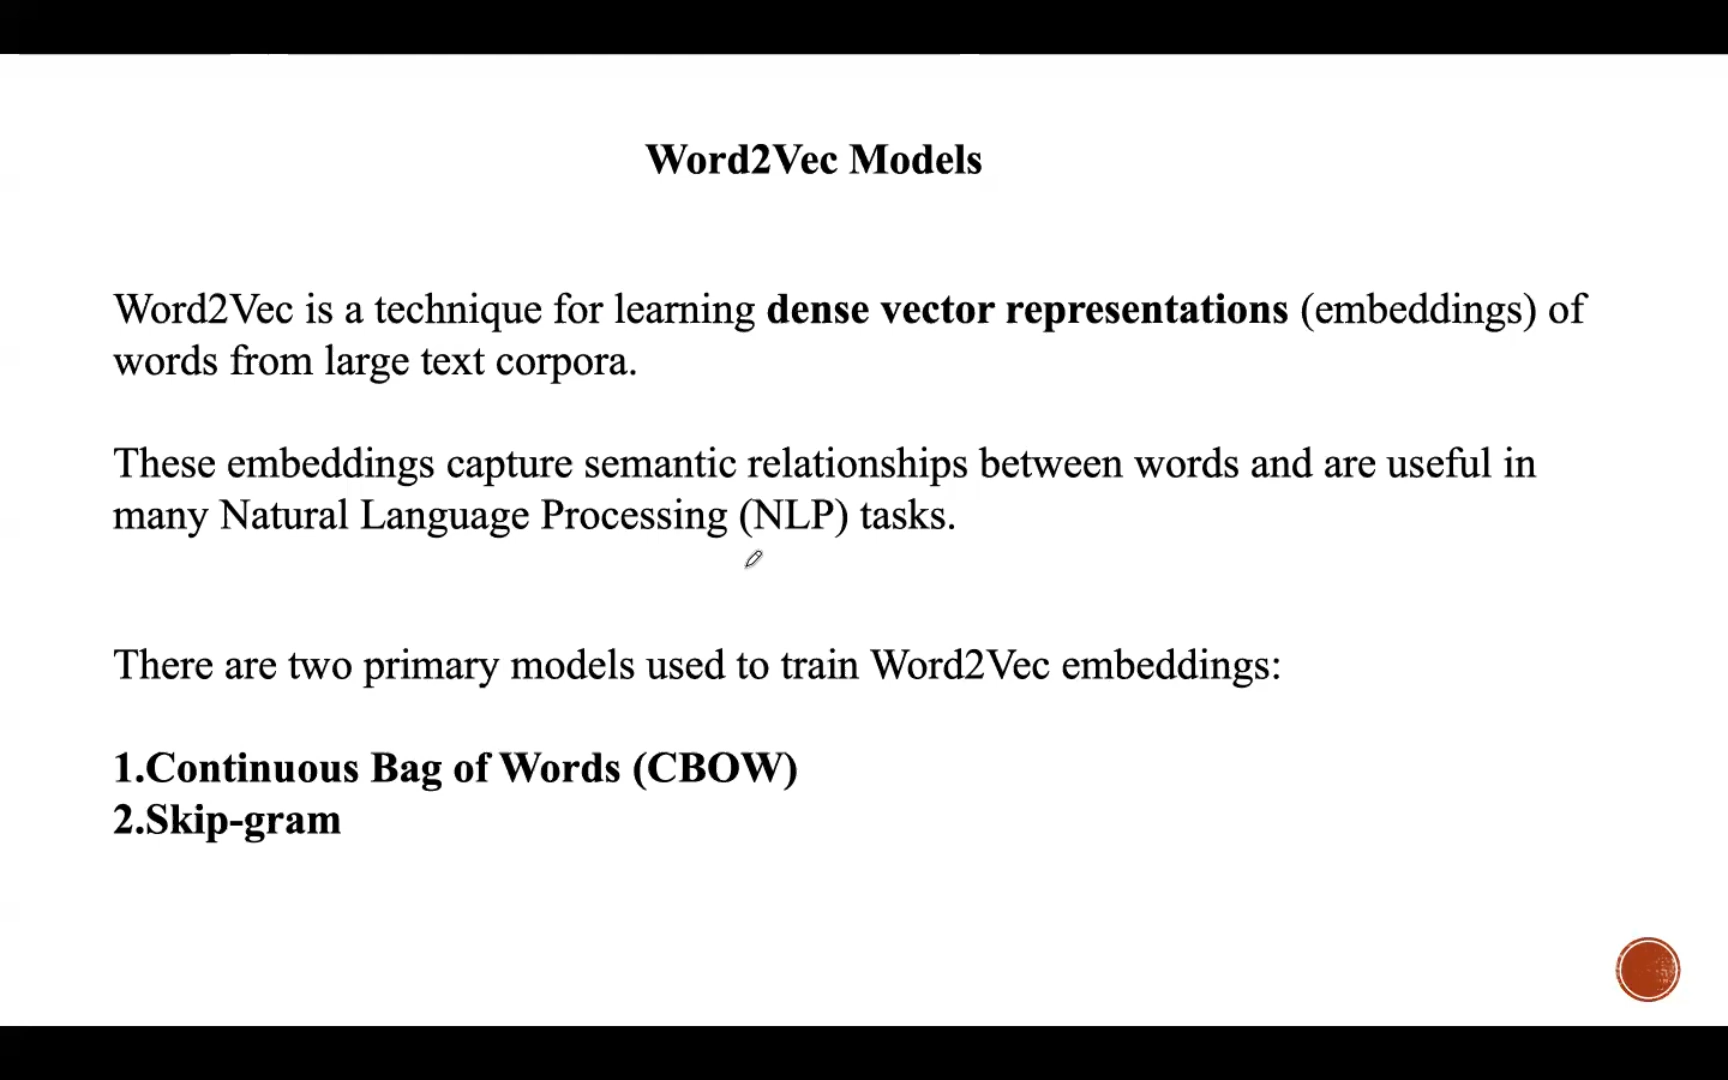 Word2Vec Models
Word2Vec is a technique for learning dense vector representations (embeddings) of
words from large text corpora.
These embeddings capture semantic relationships between words and are useful in
many Natural Language Processing (NLP) tasks.
There are two primary models used to train Word2Vec embeddings:
1.Continuous Bag of Words (CBOW)
2.Skip-gram